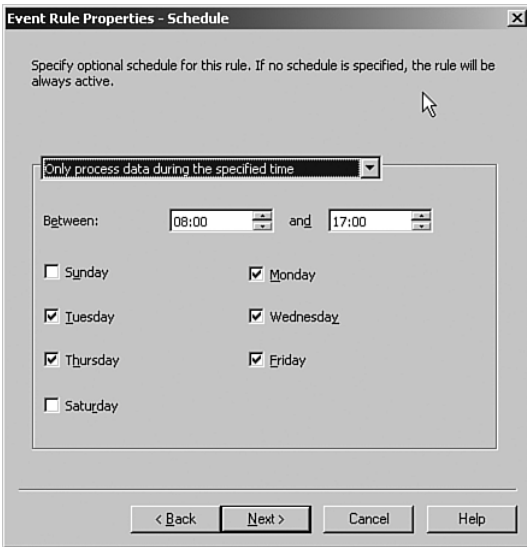 Event Rule Properties - Schedule
Specify optional schedule for this rule. If no schedule is specified, the rule will be
always active.
Only process data during the specified time
Between: 08:00 and 17:00
Sunday Monday
Tuesday Wednesday
Thursday Friday
Saturday
< Back Next > Cancel Help